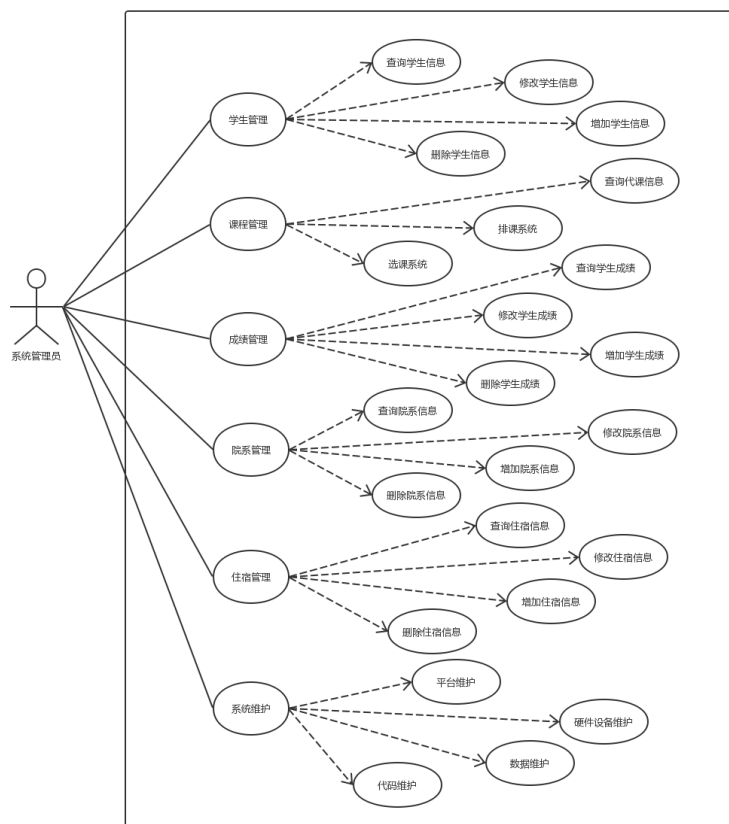 查询学生信息
修改学生信息
学生管理
增加学生信息
删除学生信息
查询代课信息
课程管理
排课系统
选课系统
查询学生成绩
修改学生成绩
成绩管理
增加学生成绩
系统管理员
删除学生成绩
查询院系信息
修改院系信息
院系管理
增加院系信息
删除院系信息
查询住宿信息
修改住宿信息
住宿管理
增加住宿信息
删除住宿信息
平台维护
系统维护
硬件设备维护
数据维护
代码维护